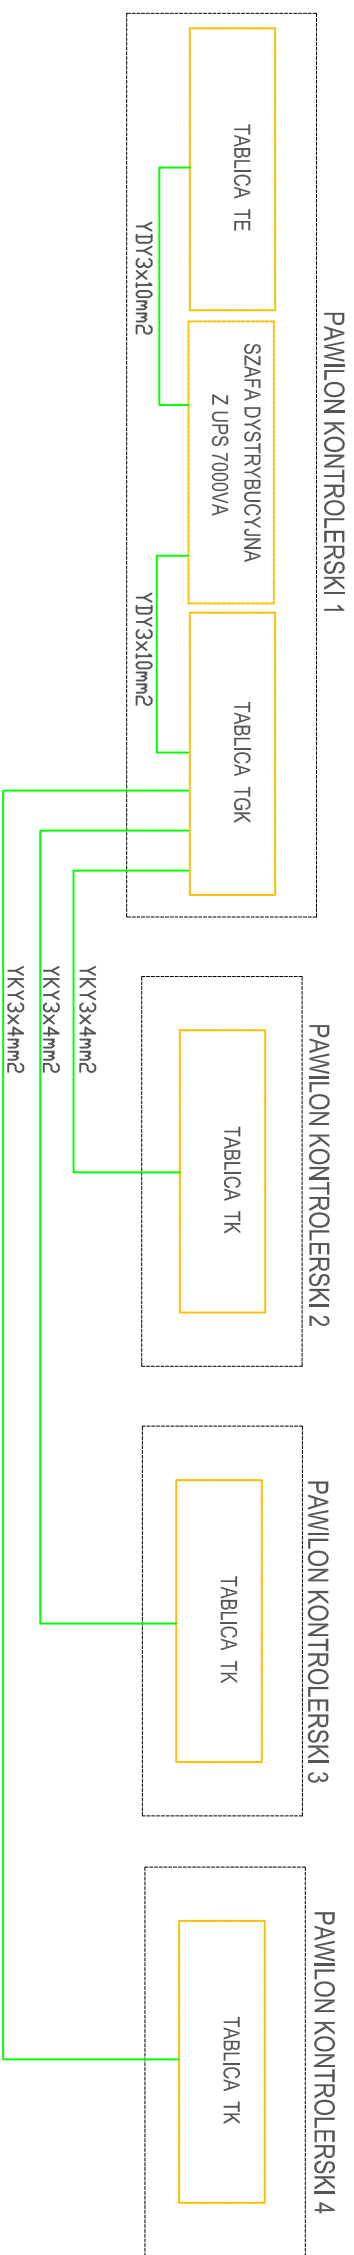 PAWILON KONTROLERSKI 1
TABLICA TE
SZAFA DYSTRYBUCYJNA
Z UPS 7000VA
TABLICA TGK
YDY3x10mm2
YDY3x10mm2
PAWILON KONTROLERSKI 2
TABLICA TK
YKY3x4mm2
YKY3x4mm2
YKY3x4mm2
PAWILON KONTROLERSKI 3
TABLICA TK
PAWILON KONTROLERSKI 4
TABLICA TK